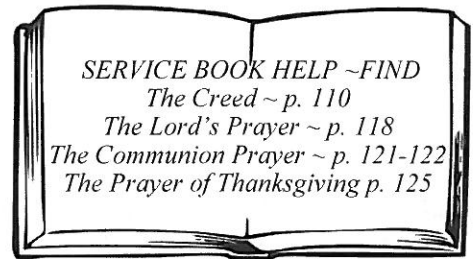 SERVICE BOOK HELP ~FIND
The Creed ~ p. 110
The Lord's Prayer ~ p. 118
The Communion Prayer ~ p. 121-122
The Prayer of Thanksgiving p. 125